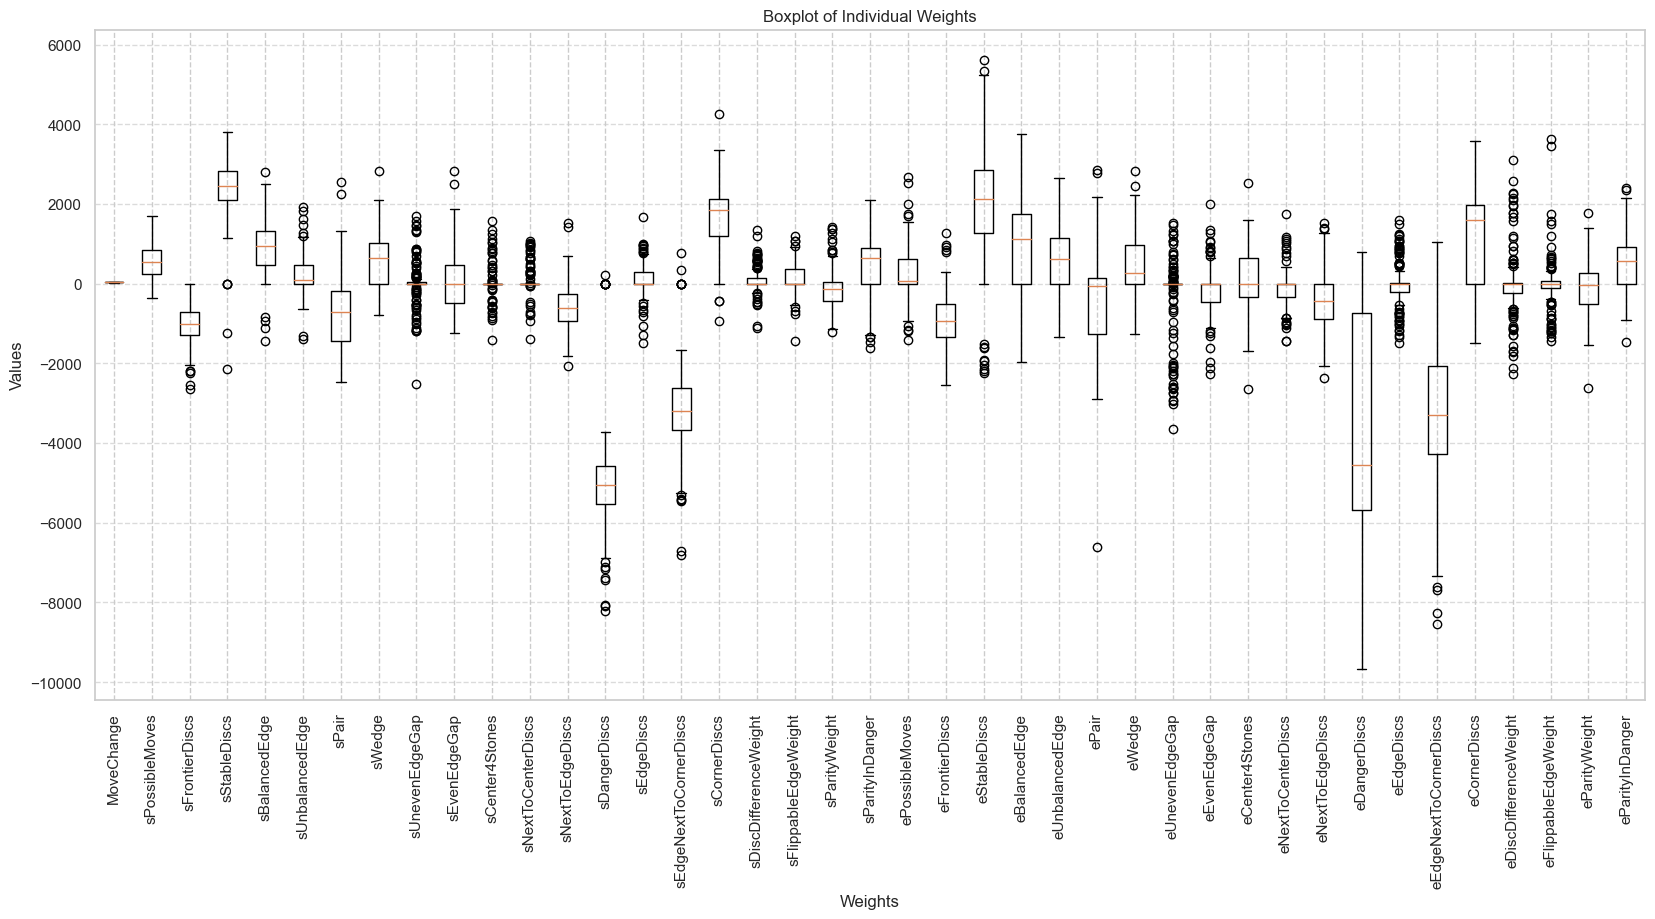 Boxplot of Individual Weights
6000
4000
2000
0
−2000
−4000
−6000
−8000
−10000
Values
MoveChange
sPossibleMoves
sFrontierDiscs
sStableDiscs
sBalancedEdge
sUnbalancedEdge
sPair
sWedge
sUnevenEdgeGap
sEvenEdgeGap
sCenter4Stones
sNextToCenterDiscs
sNextToEdgeDiscs
sDangerDiscs
sEdgeDiscs
sEdgeNextToCornerDiscs
sCornerDiscs
sDiscDifferenceWeight
sFlippableEdgeWeight
sParityWeight
sParityInDanger
ePossibleMoves
eFrontierDiscs
eStableDiscs
eBalancedEdge
eUnbalancedEdge
ePair
eWedge
eUnevenEdgeGap
eEvenEdgeGap
eCenter4Stones
eNextToCenterDiscs
eNextToEdgeDiscs
eDangerDiscs
eEdgeDiscs
eEdgeNextToCornerDiscs
eCornerDiscs
eDiscDifferenceWeight
eFlippableEdgeWeight
eParityWeight
eParityInDanger
Weights